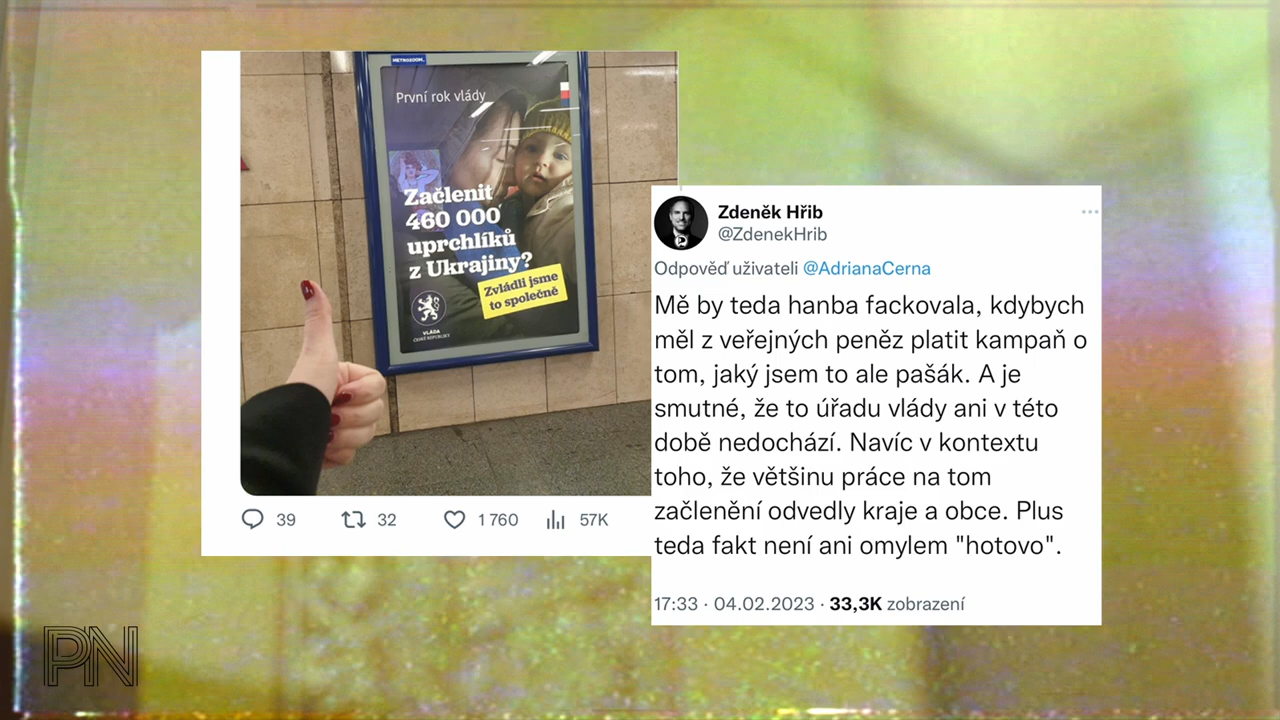 METROZOOM.
První rok vlády
Začlenit
460 000
uprchlíků
z Ukrajiny?
Zvládli jsme
to společně
VLÁDA
ČESKÉ REPUBLIKY
39
32
1 760
57K
Zdeněk Hřib
@ZdenekHrib
Odpověď uživateli @AdrianaCerna
Mě by teda hanba fackovala, kdybych
měl z veřejných peněz platit kampaň o
tom, jaký jsem to ale pašák. A je
smutné, že to úřadu vlády ani v této
době nedochází. Navíc v kontextu
toho, že většinu práce na tom
začlenění odvedly kraje a obce. Plus
teda fakt není ani omylem "hotovo".
17:33 · 04.02.2023 · 33,3K zobrazení
PN